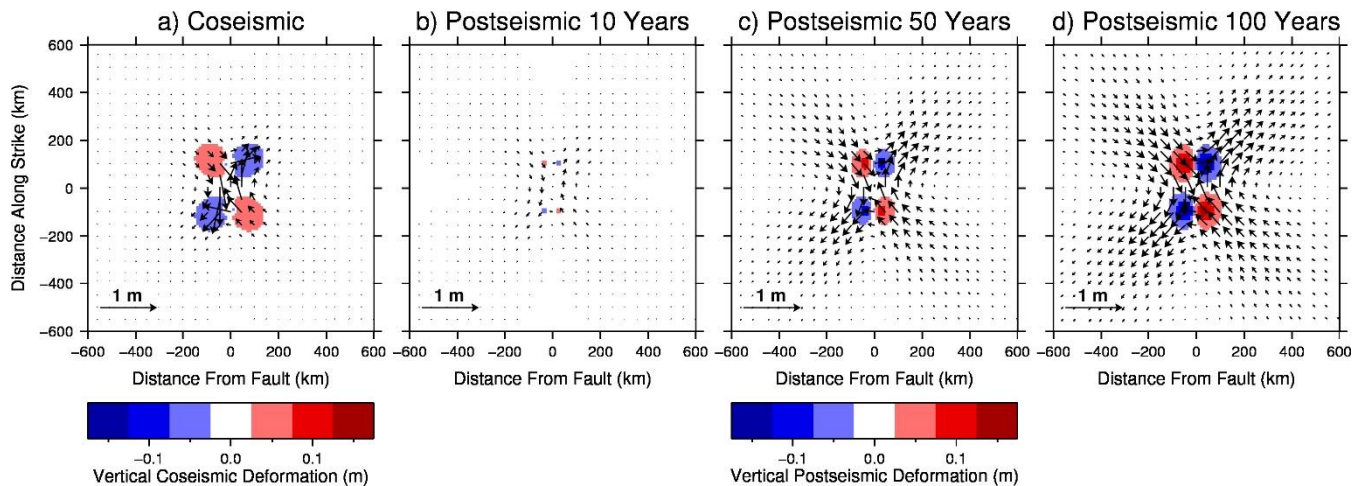 a) Coseismic
b) Postseismic 10 Years
c) Postseismic 50 Years
d) Postseismic 100 Years
600
400
200
0
−200
−400
−600
Distance Along Strike (km)
1 m
1 m
1 m
1 m
−600 −400 −200 0 200 400 600
−600 −400 −200 0 200 400 600
−600 −400 −200 0 200 400 600
−600 −400 −200 0 200 400 600
Distance From Fault (km)
Distance From Fault (km)
Distance From Fault (km)
Distance From Fault (km)
−0.1 0.0 0.1
Vertical Coseismic Deformation (m)
−0.1 0.0 0.1
Vertical Postseismic Deformation (m)